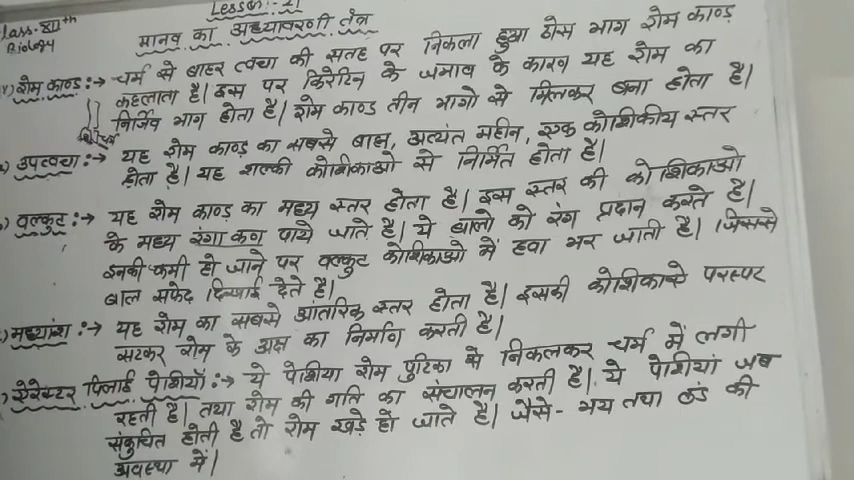 Lesson:- 21
Class-XIIth
Biology
मानव का अध्यावरणी तंत्र
रोम काण्ड:→ चर्म से बाहर त्वचा की सतह पर निकला हुआ ठोस भाग रोम काण्ड
कहलाता है। इस पर किरेटिन के जमाव के कारण यह रोम का
निर्जिव भाग होता है। रोम काण्ड तीन भागो से मिलकर बना होता है।
उपत्वचा:→ यह रोम काण्ड का सबसे बाह्य, अत्यंत महीन, एक कोशिकीय स्तर
होता है। यह शल्की कोशिकाओ से निर्मित होता है।
वल्कुट:→ यह रोम काण्ड का मध्य स्तर होता है। इस स्तर की कोशिकाओ
के मध्य रंगा कण पाये जाते है। ये बालो को रंग प्रदान करते है।
इनकी कमी हो जाने पर वल्कुट कोशिकाओ में हवा भर जाती है। जिससे
बाल सफेद दिखाई देते है।
मध्यांश:→ यह रोम का सबसे आंतरिक स्तर होता है। इसकी कोशिकासे परस्पर
सटकर रोम के अक्ष का निर्माण करती है।
ऐरेस्टर पिलाई पेशियाँ:→ ये पेशिया रोम पुटिका से निकलकर चर्म में लगी
रहती है। तथा रोम की गति का संचालन करती है। ये पेशियां जब
संकुचित होती है तो रोम खड़े हो जाते है। जैसे- भय तथा ठंड की
अवस्था में।